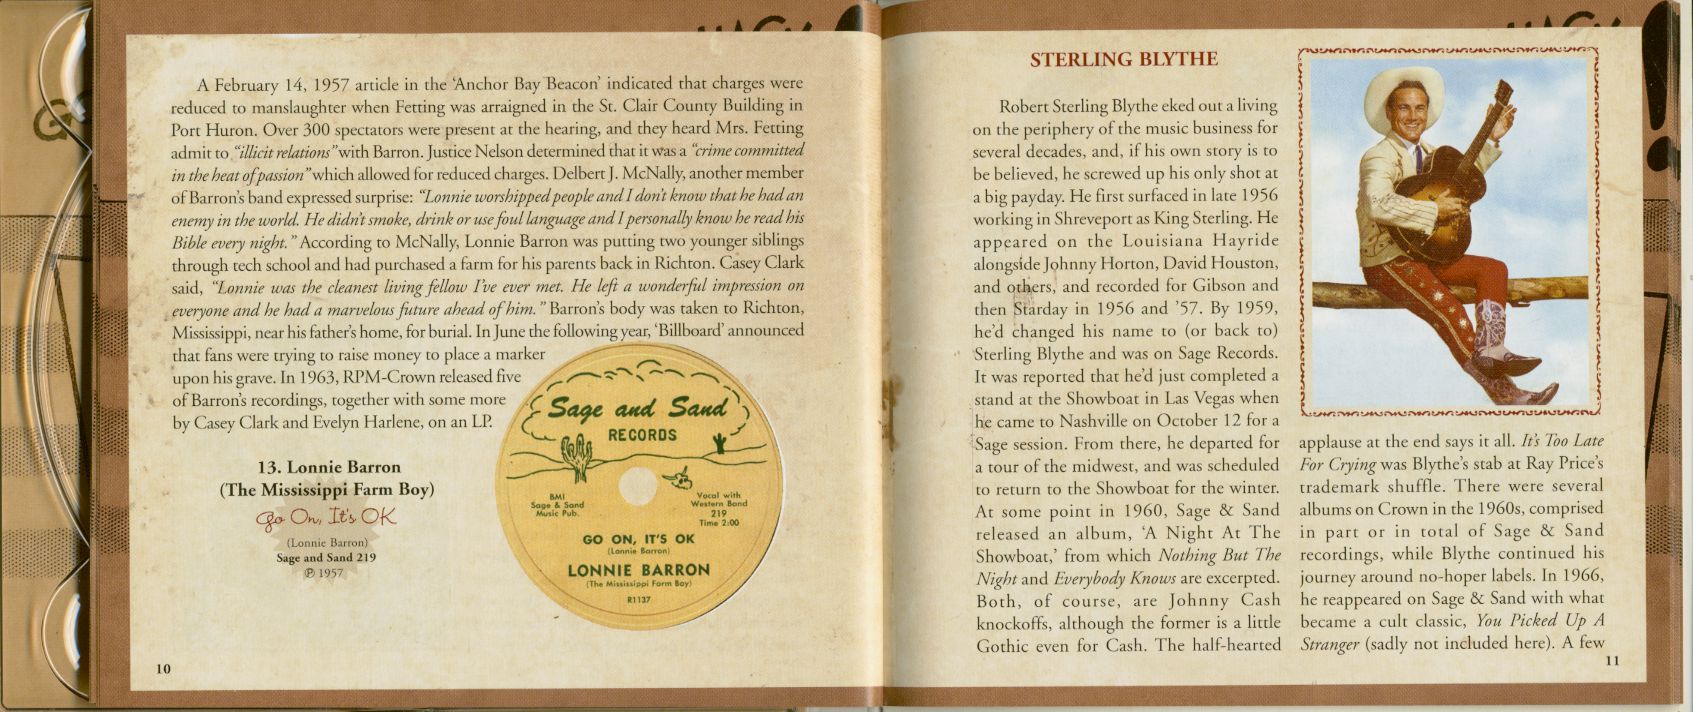 A February 14, 1957 article in the ‘Anchor Bay Beacon’ indicated that charges were
reduced to manslaughter when Fetting was arraigned in the St. Clair County Building in
Port Huron. Over 300 spectators were present at the hearing, and they heard Mrs. Fetting
admit to “illicit relations” with Barron. Justice Nelson determined that it was a “crime committed
in the heat of passion” which allowed for reduced charges. Delbert J. McNally, another member
of Barron’s band expressed surprise: “Lonnie worshipped people and I don’t know that he had an
enemy in the world. He didn’t smoke, drink or use foul language and I personally know he read his
Bible every night.” According to McNally, Lonnie Barron was putting two younger siblings
through tech school and had purchased a farm for his parents back in Richton. Casey Clark
said, “Lonnie was the cleanest living fellow I’ve ever met. He left a wonderful impression on
everyone and he had a marvelous future ahead of him.” Barron’s body was taken to Richton,
Mississippi, near his father’s home, for burial. In June the following year, ‘Billboard’ announced
that fans were trying to raise money to place a marker
upon his grave. In 1963, RPM-Crown released five
of Barron’s recordings, together with some more
by Casey Clark and Evelyn Harlene, on an LP.
13. Lonnie Barron
(The Mississippi Farm Boy)
Go On, It’s OK
(Lonnie Barron)
Sage and Sand 219
℗ 1957
Sage and Sand
RECORDS
BMI
Sage & Sand
Music Pub.
Vocal with
Western Band
219
Time 2:00
GO ON, IT’S OK
(Lonnie Barron)
LONNIE BARRON
(The Mississippi Farm Boy)
R1137
10
STERLING BLYTHE
Robert Sterling Blythe eked out a living
on the periphery of the music business for
several decades, and, if his own story is to
be believed, he screwed up his only shot at
a big payday. He first surfaced in late 1956
working in Shreveport as King Sterling. He
appeared on the Louisiana Hayride
alongside Johnny Horton, David Houston,
and others, and recorded for Gibson and
then Starday in 1956 and ’57. By 1959,
he’d changed his name to (or back to)
Sterling Blythe and was on Sage Records.
It was reported that he’d just completed a
stand at the Showboat in Las Vegas when
he came to Nashville on October 12 for a
Sage session. From there, he departed for
a tour of the midwest, and was scheduled
to return to the Showboat for the winter.
At some point in 1960, Sage & Sand
released an album, ‘A Night At The
Showboat,’ from which Nothing But The
Night and Everybody Knows are excerpted.
Both, of course, are Johnny Cash
knockoffs, although the former is a little
Gothic even for Cash. The half-hearted
applause at the end says it all. It’s Too Late
For Crying was Blythe’s stab at Ray Price’s
trademark shuffle. There were several
albums on Crown in the 1960s, comprised
in part or in total of Sage & Sand
recordings, while Blythe continued his
journey around no-hoper labels. In 1966,
he reappeared on Sage & Sand with what
became a cult classic, You Picked Up A
Stranger (sadly not included here). A few
11